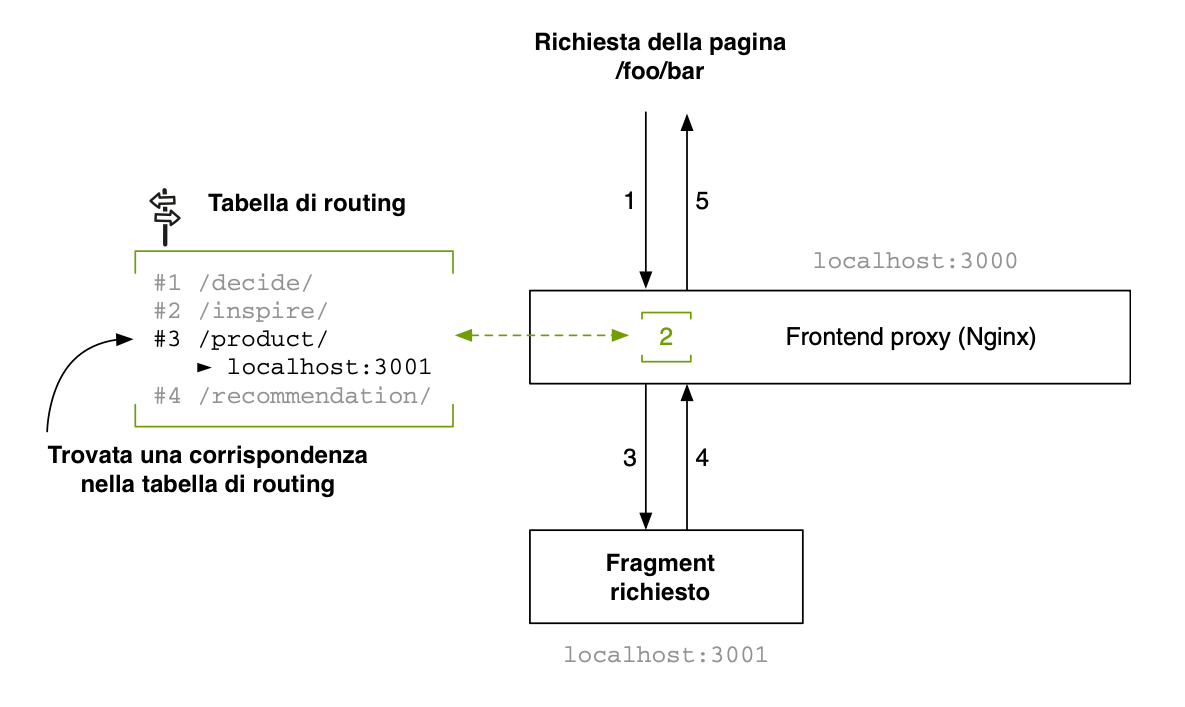 Richiesta della pagina
/foo/bar
1
5
Tabella di routing
localhost:3000
#1 /decide/
#2 /inspire/
#3 /product/
► localhost:3001
#4 /recommendation/
2
Frontend proxy (Nginx)
Trovata una corrispondenza
nella tabella di routing
3
4
Fragment
richiesto
localhost:3001